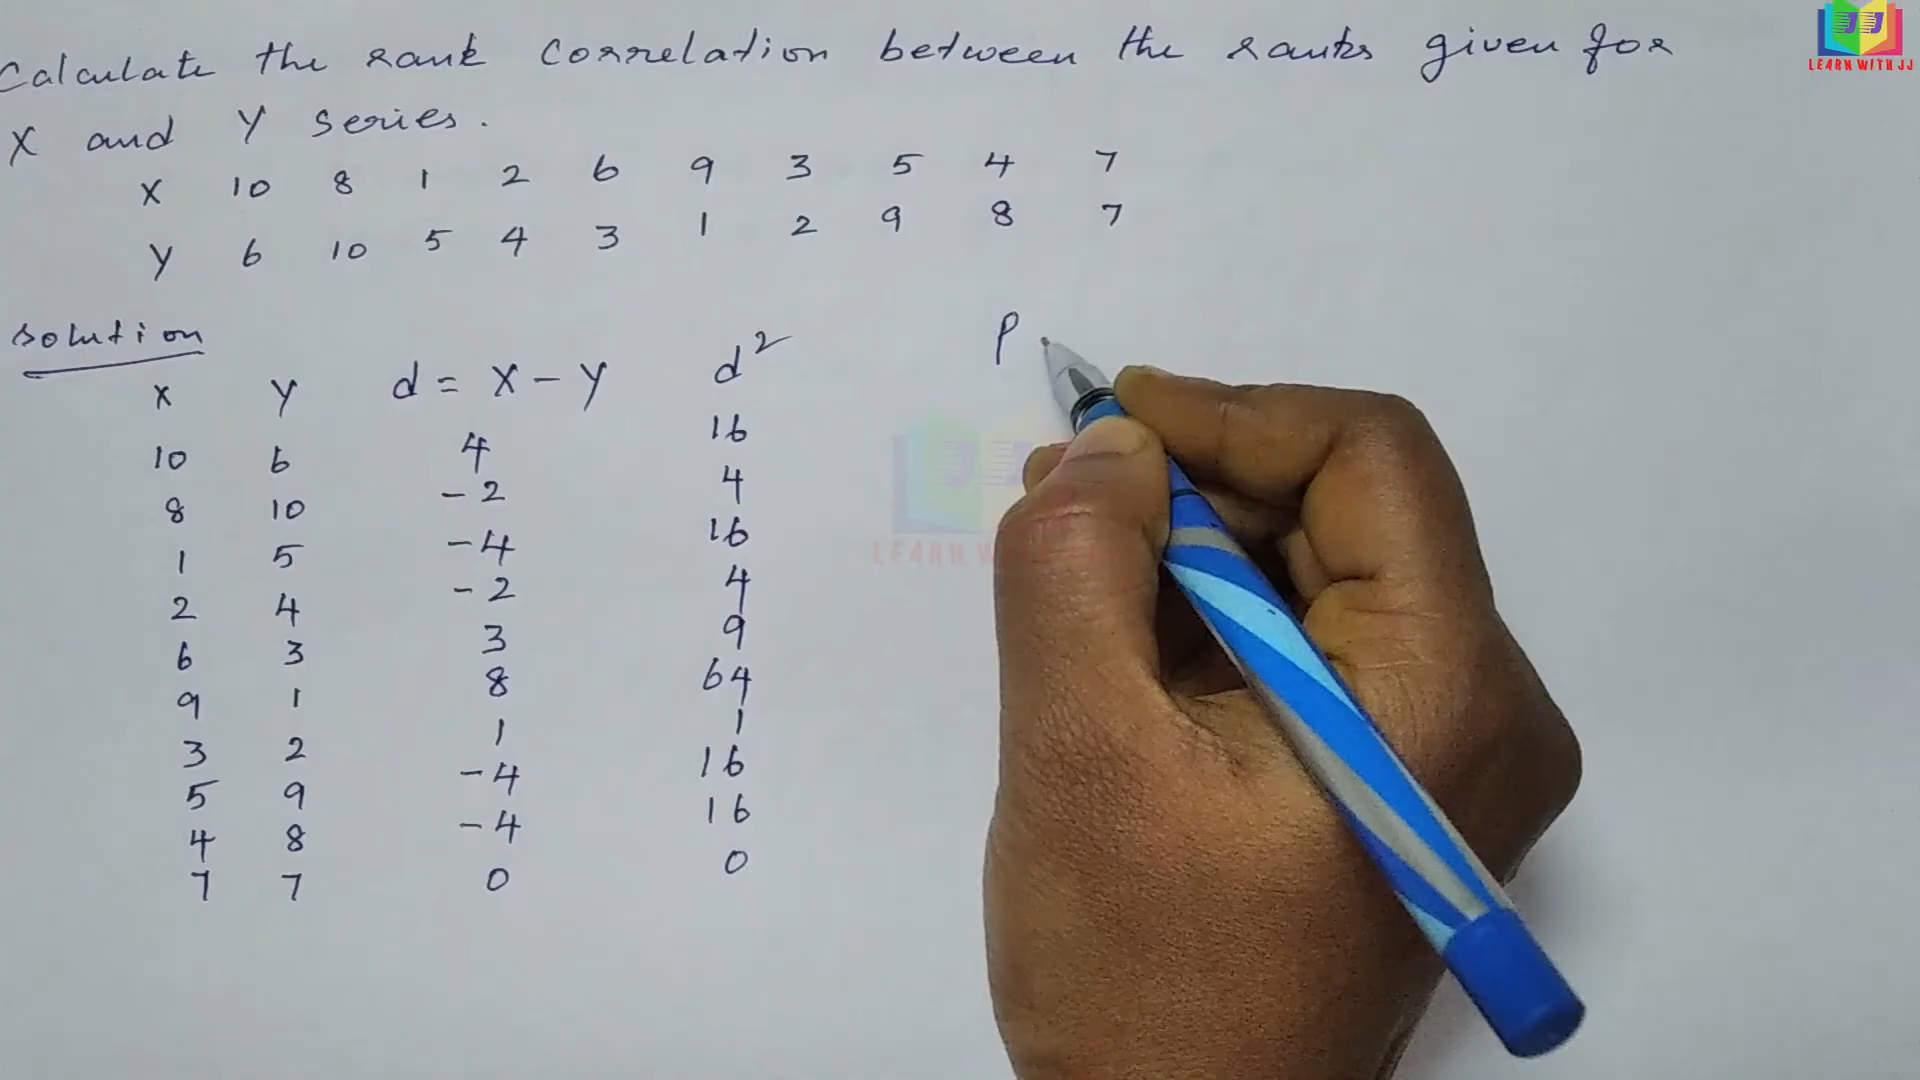 LEARN WITH JJ
Calculate the rank correlation between the ranks given for
X and Y series.
X 10 8 1 2 6 9 3 5 4 7
Y 6 10 5 4 3 1 2 9 8 7
Solution
X Y d = X - Y d²
10 6 4 16
8 10 -2 4
1 5 -4 16
2 4 -2 4
6 3 3 9
9 1 8 64
3 2 1 1
5 9 -4 16
4 8 -4 16
7 7 0 0
ρ